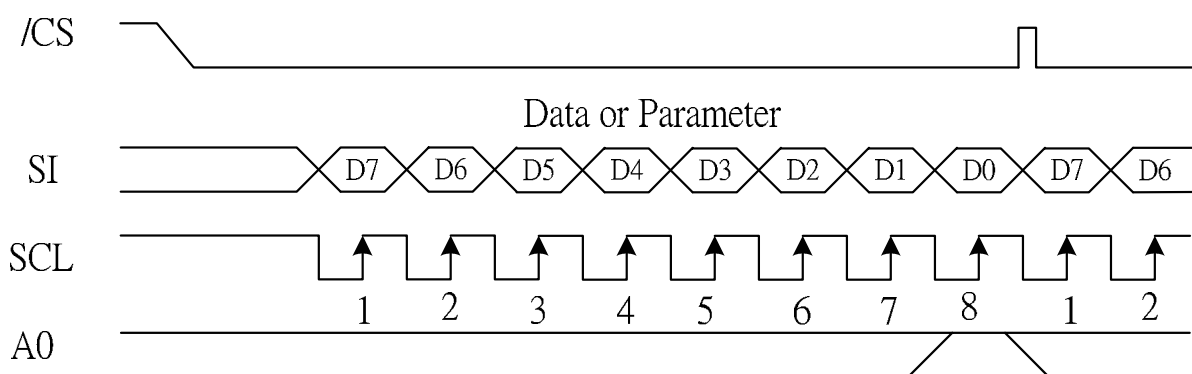 /CS
Data or Parameter
SI D7 D6 D5 D4 D3 D2 D1 D0 D7 D6
SCL
1 2 3 4 5 6 7 8 1 2
A0